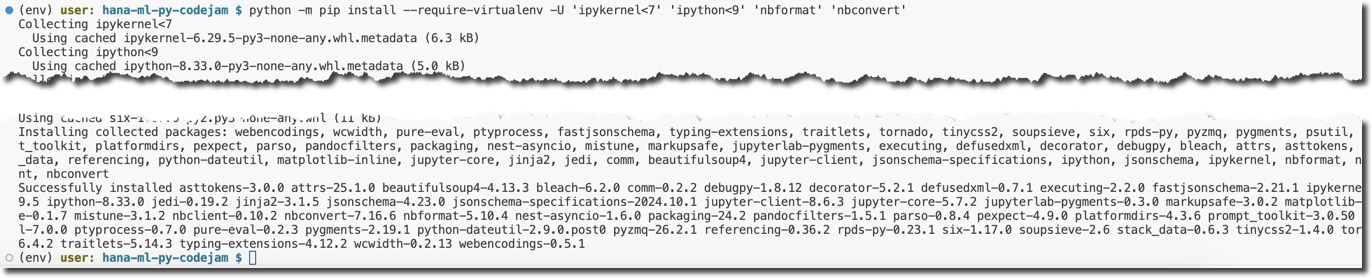 (env) user: hana-ml-py-codejam $ python -m pip install --require-virtualenv -U 'ipykernel<7' 'ipython<9' 'nbformat' 'nbconvert'
Collecting ipykernel<7
Using cached ipykernel-6.29.5-py3-none-any.whl.metadata (6.3 kB)
Collecting ipython<9
Using cached ipython-8.33.0-py3-none-any.whl.metadata (5.0 kB)
Using cached six-1. py2.py3-none-any.whl (11 kB)
Installing collected packages: webencodings, wcwidth, pure-eval, ptyprocess, fastjsonschema, typing-extensions, traitlets, tornado, tinycss2, soupsieve, six, rpds-py, pyzmq, pygments, psutil,
t_toolkit, platformdirs, pexpect, parso, pandocfilters, packaging, nest-asyncio, mistune, markupsafe, jupyterlab-pygments, executing, defusedxml, decorator, debugpy, bleach, attrs, asttokens,
_data, referencing, python-dateutil, matplotlib-inline, jupyter-core, jinja2, jedi, comm, beautifulsoup4, jupyter-client, jsonschema-specifications, ipython, jsonschema, ipykernel, nbformat, n
nt, nbconvert
Successfully installed asttokens-3.0.0 attrs-25.1.0 beautifulsoup4-4.13.3 bleach-6.2.0 comm-0.2.2 debugpy-1.8.12 decorator-5.2.1 defusedxml-0.7.1 executing-2.2.0 fastjsonschema-2.21.1 ipykerne
9.5 ipython-8.33.0 jedi-0.19.2 jinja2-3.1.5 jsonschema-4.23.0 jsonschema-specifications-2024.10.1 jupyter-client-8.6.3 jupyter-core-5.7.2 jupyterlab-pygments-0.3.0 markupsafe-3.0.2 matplotlib-
e-0.1.7 mistune-3.1.2 nbclient-0.10.2 nbconvert-7.16.6 nbformat-5.10.4 nest-asyncio-1.6.0 packaging-24.2 pandocfilters-1.5.1 parso-0.8.4 pexpect-4.9.0 platformdirs-4.3.6 prompt_toolkit-3.0.50
l-7.0.0 ptyprocess-0.7.0 pure-eval-0.2.3 pygments-2.19.1 python-dateutil-2.9.0.post0 pyzmq-26.2.1 referencing-0.36.2 rpds-py-0.23.1 six-1.17.0 soupsieve-2.6 stack_data-0.6.3 tinycss2-1.4.0 tor
6.4.2 traitlets-5.14.3 typing-extensions-4.12.2 wcwidth-0.2.13 webencodings-0.5.1
(env) user: hana-ml-py-codejam $